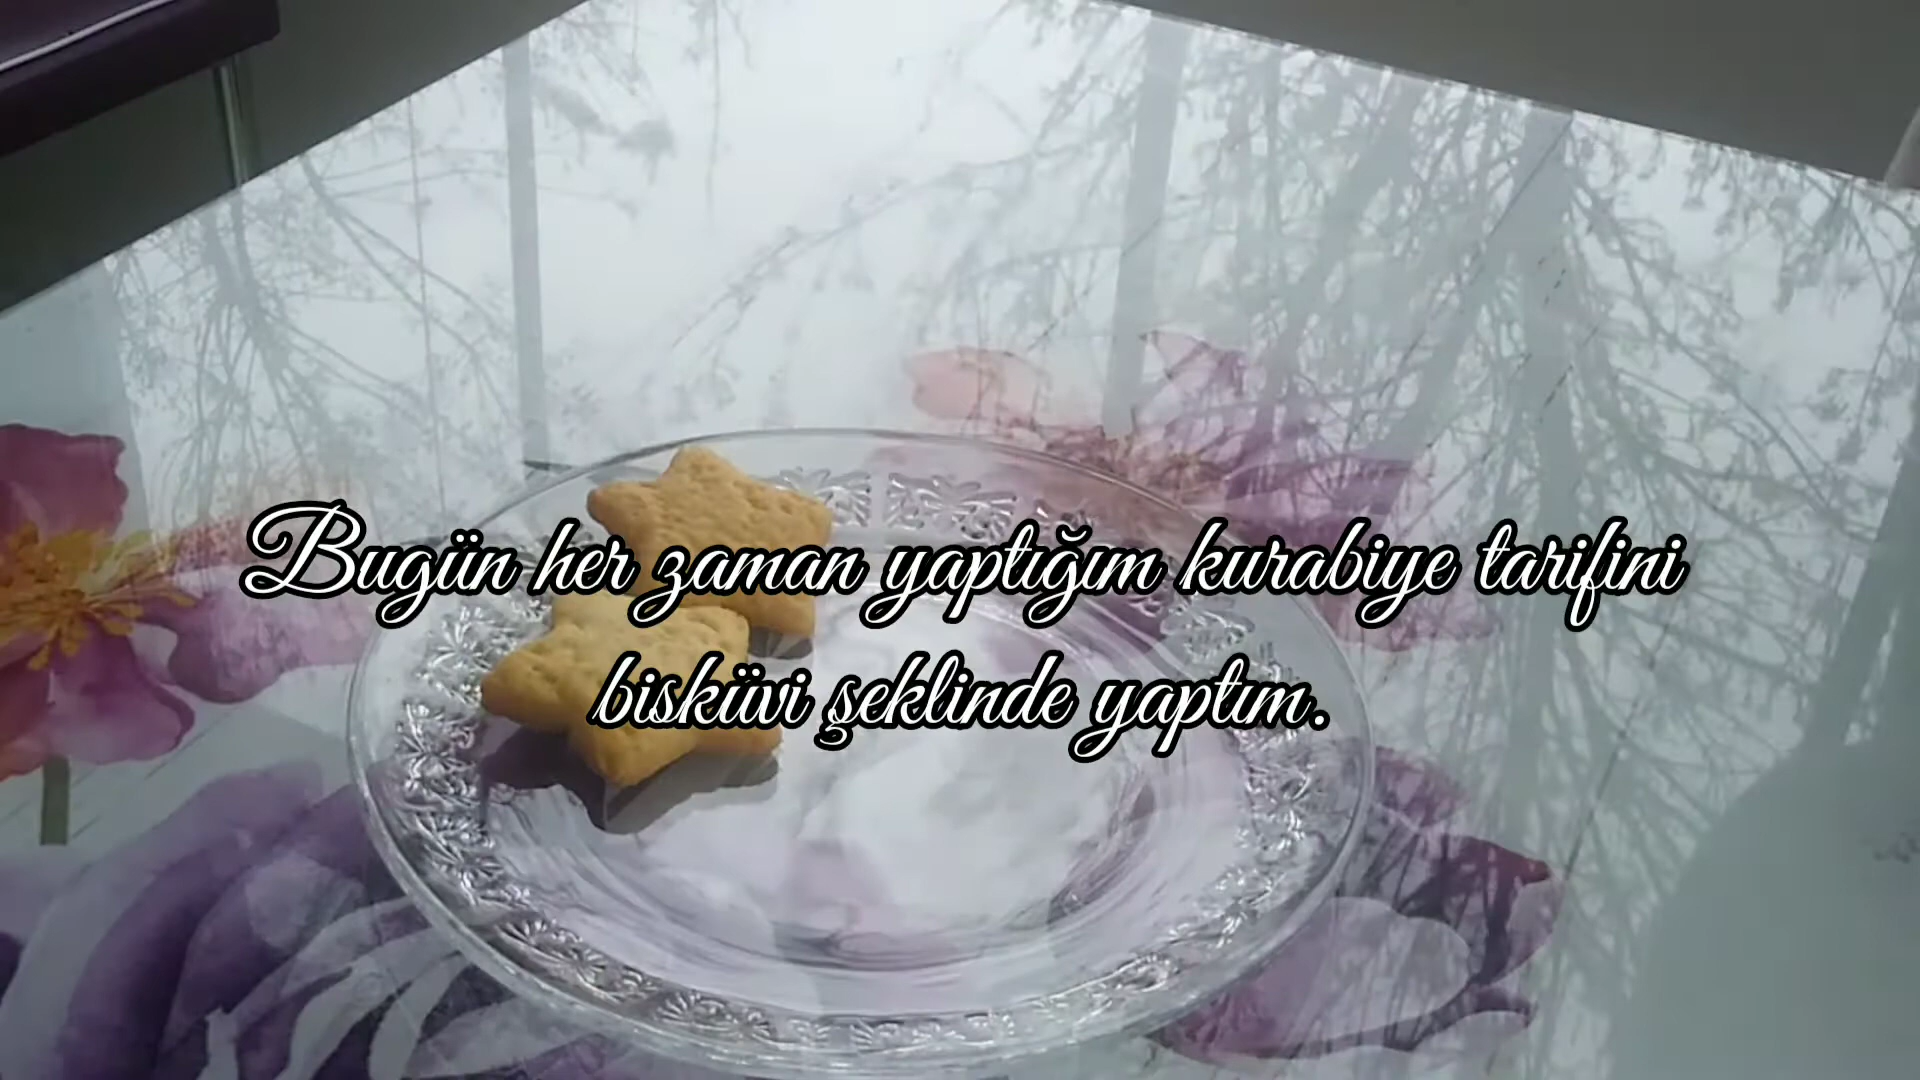 Bugün her zaman yaptığım kurabiye tarifini
bisküvi şeklinde yaptım.